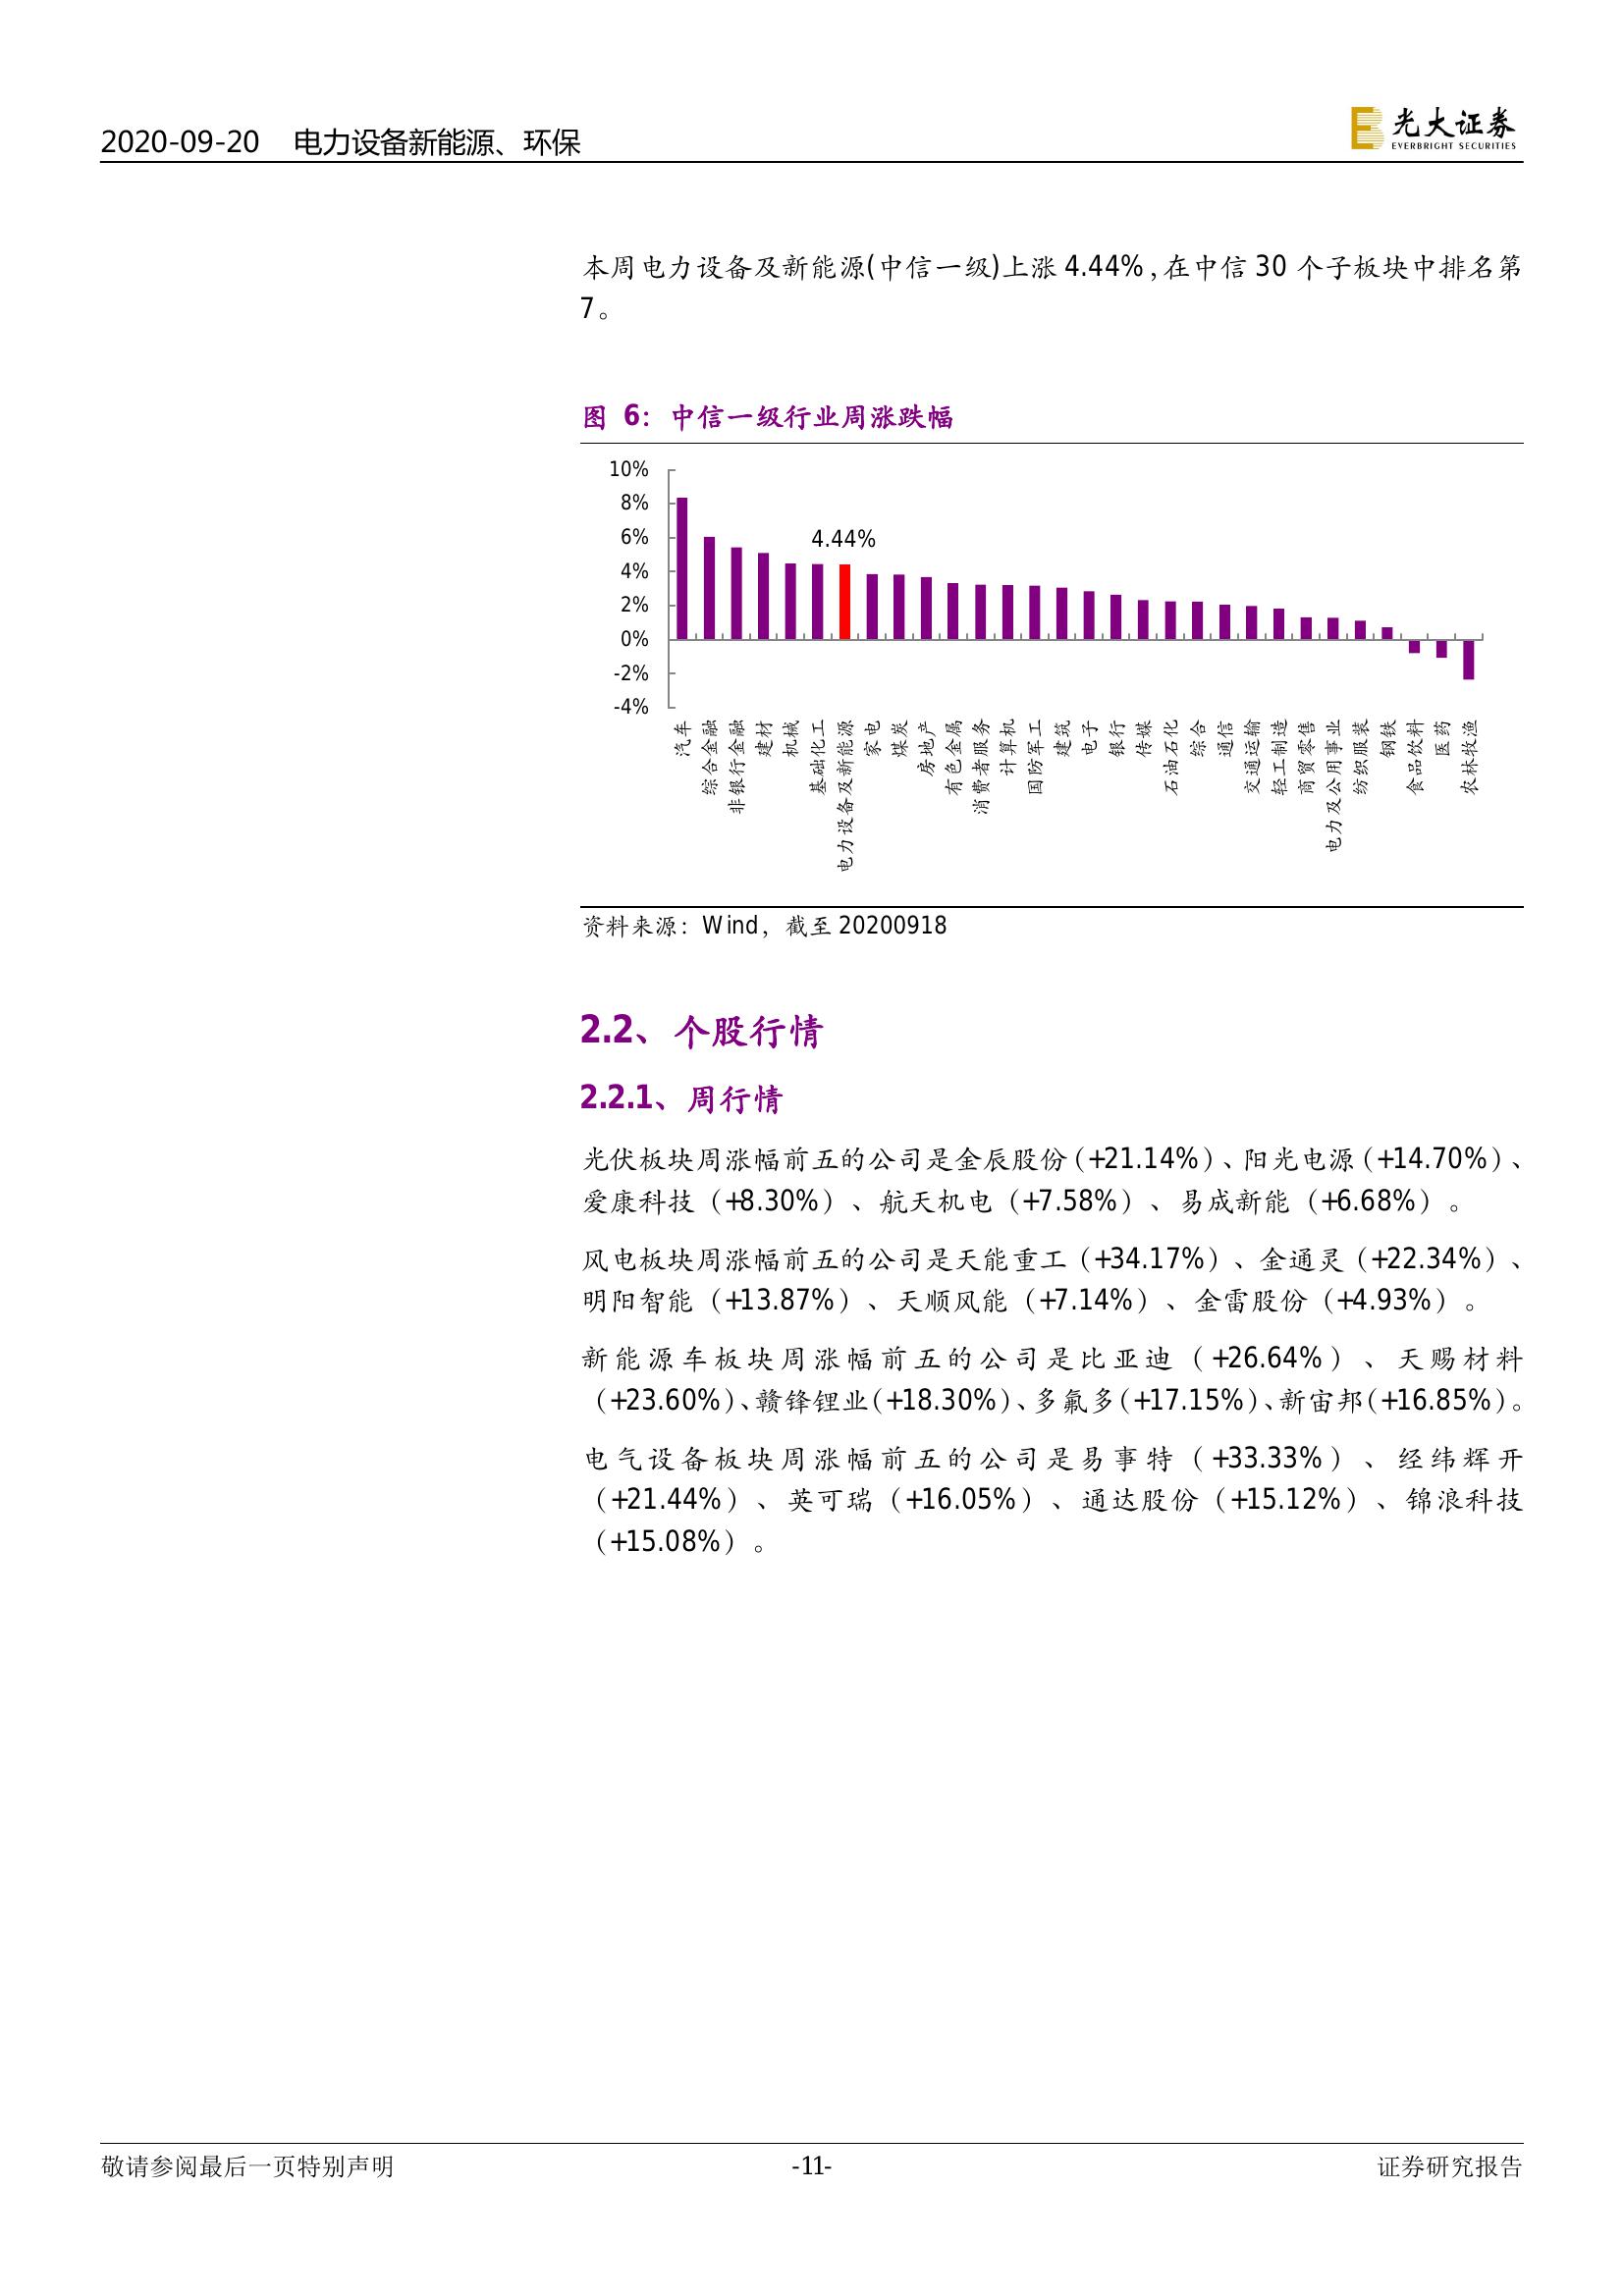 2020-09-20 电力设备新能源、环保
光大证券
EVERBRIGHT SECURITIES
本周电力设备及新能源(中信一级)上涨 4.44%,在中信 30 个子板块中排名第
7。
图 6：中信一级行业周涨跌幅
10%
8%
6%
4%
2%
0%
-2%
-4%
4.44%
汽车
综合金融
非银行金融
建材
机械
基础化工
电力设备及新能源
家电
煤炭
房地产
有色金属
消费者服务
计算机
国防军工
建筑
电子
银行
传媒
石油石化
综合
通信
交通运输
轻工制造
商贸零售
电力及公用事业
纺织服装
钢铁
食品饮料
医药
农林牧渔
资料来源：Wind，截至 20200918
2.2、个股行情
2.2.1、周行情
光伏板块周涨幅前五的公司是金辰股份（+21.14%）、阳光电源（+14.70%）、
爱康科技（+8.30%）、航天机电（+7.58%）、易成新能（+6.68%）。
风电板块周涨幅前五的公司是天能重工（+34.17%）、金通灵（+22.34%）、
明阳智能（+13.87%）、天顺风能（+7.14%）、金雷股份（+4.93%）。
新能源车板块周涨幅前五的公司是比亚迪（+26.64%）、天赐材料
（+23.60%）、赣锋锂业（+18.30%）、多氟多（+17.15%）、新宙邦（+16.85%）。
电气设备板块周涨幅前五的公司是易事特（+33.33%）、经纬辉开
（+21.44%）、英可瑞（+16.05%）、通达股份（+15.12%）、锦浪科技
（+15.08%）。
敬请参阅最后一页特别声明
-11-
证券研究报告